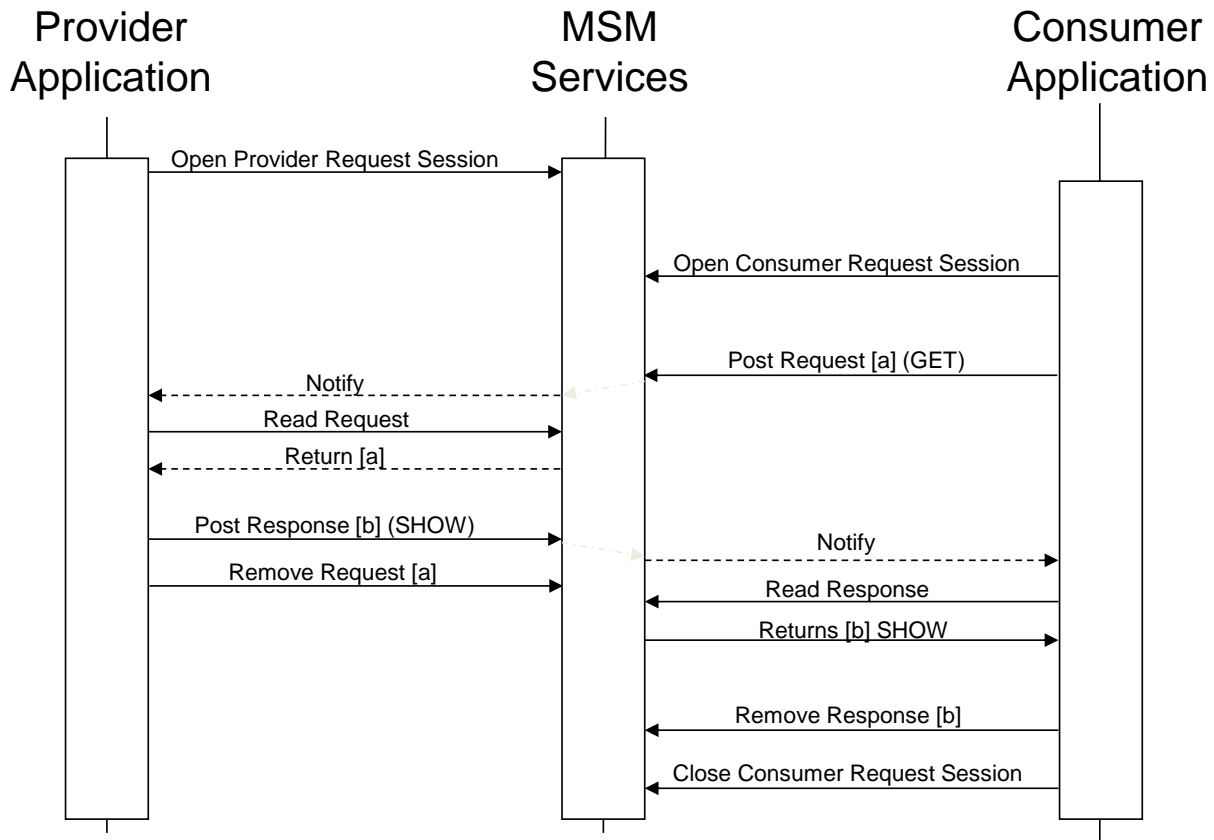 Provider
Application
MSM
Services
Consumer
Application
Open Provider Request Session
Open Consumer Request Session
Post Request [a] (GET)
Notify
Read Request
Return [a]
Post Response [b] (SHOW)
Notify
Remove Request [a]
Read Response
Returns [b] SHOW
Remove Response [b]
Close Consumer Request Session